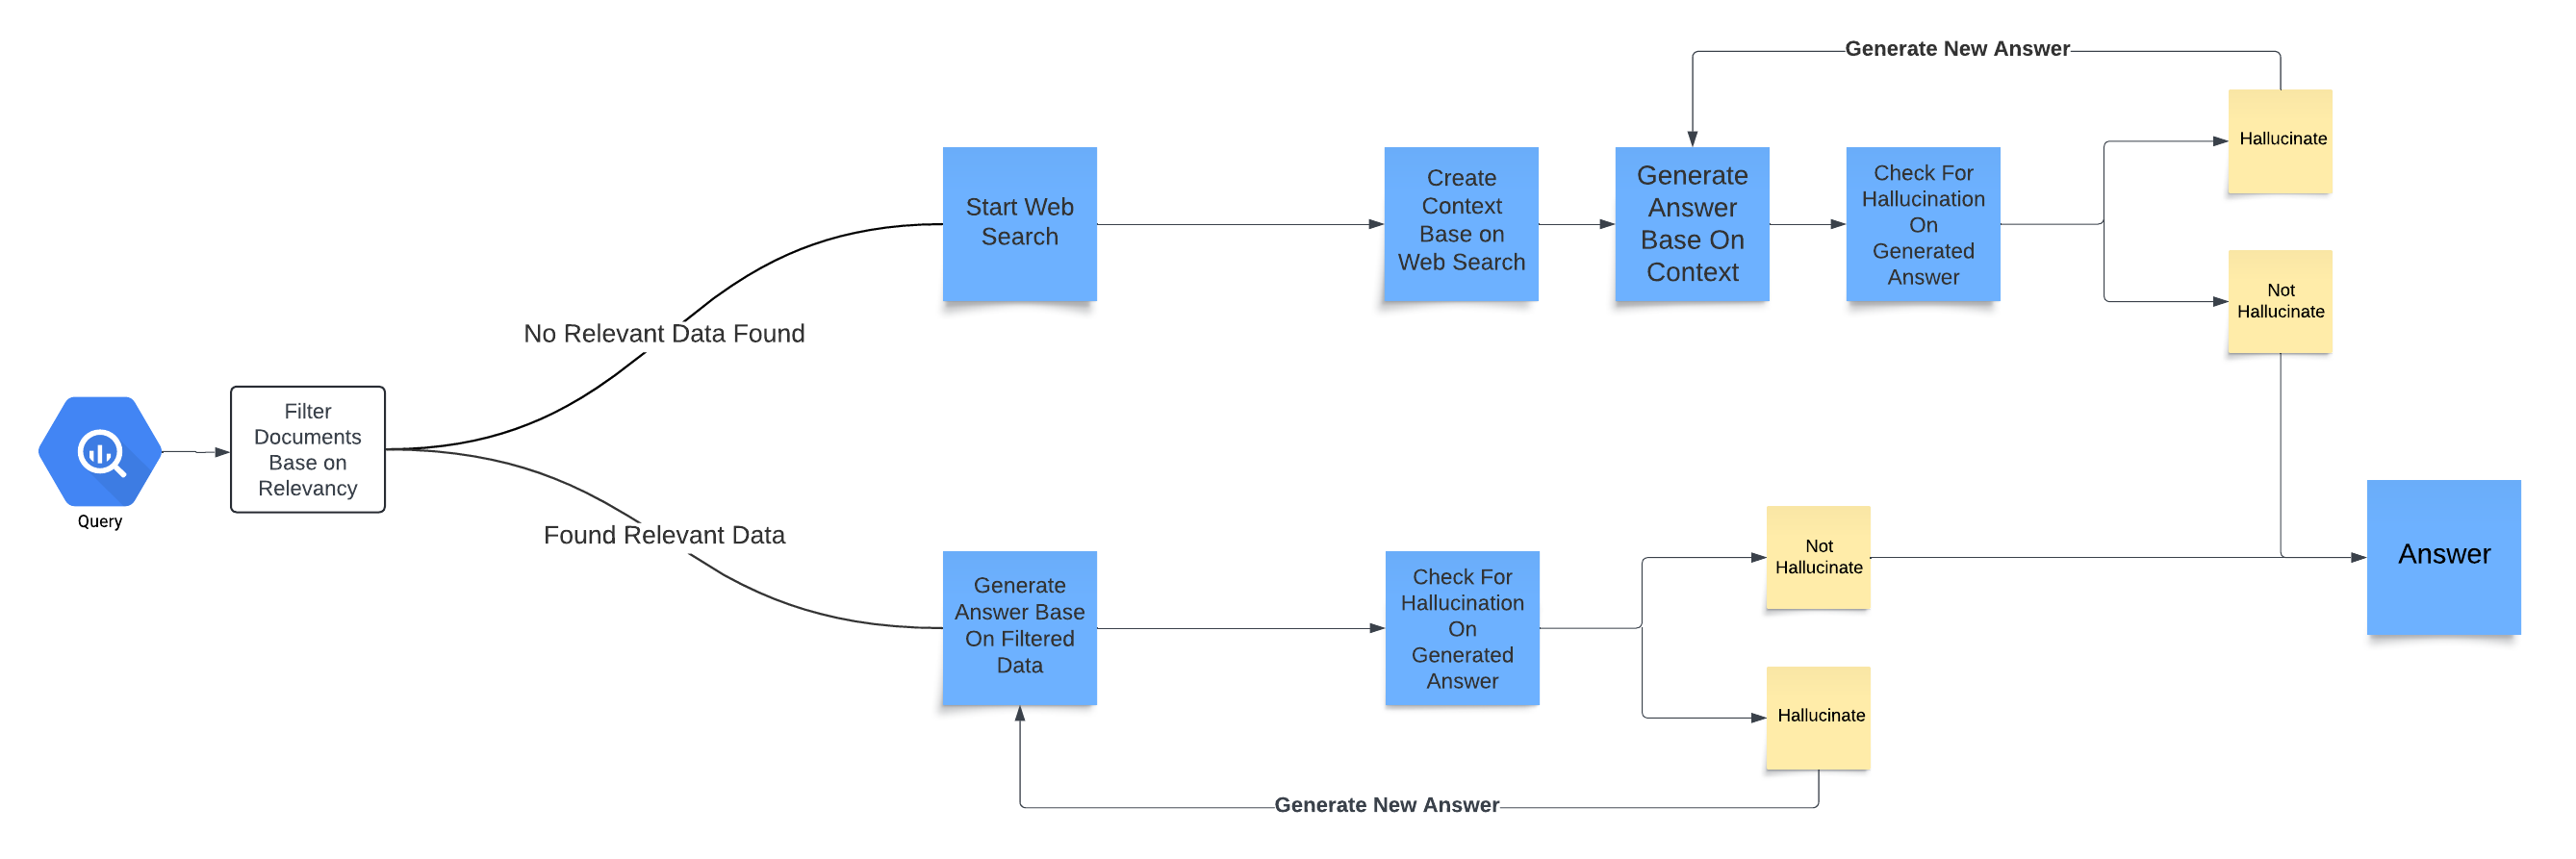 Generate New Answer
Hallucinate
Start Web
Search
Create
Context
Base on
Web Search
Generate
Answer
Base On
Context
Check For
Hallucination
On
Generated
Answer
Not
Hallucinate
No Relevant Data Found
Query
Filter
Documents
Base on
Relevancy
Found Relevant Data
Generate
Answer Base
On Filtered
Data
Check For
Hallucination
On
Generated
Answer
Not
Hallucinate
Hallucinate
Answer
Generate New Answer